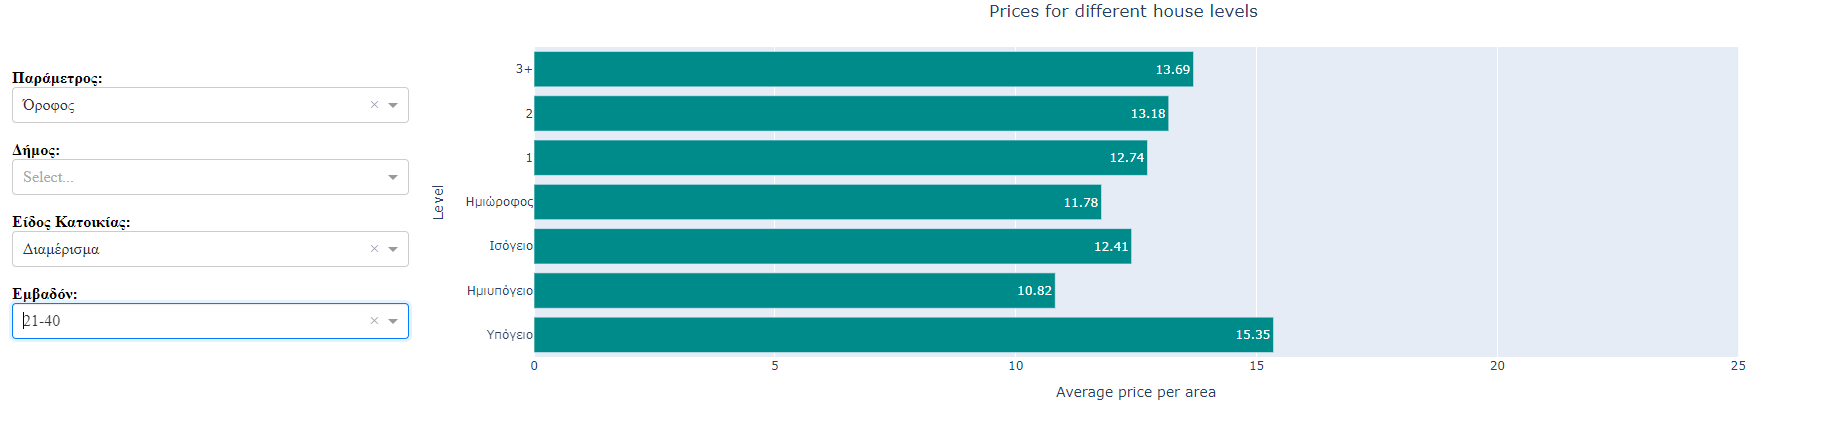 Prices for different house levels
Παράμετρος:
Όροφος
Δήμος:
Select...
Είδος Κατοικίας:
Διαμέρισμα
Εμβαδόν:
21-40
Level
3+
13.69
2
13.18
1
12.74
Ημιώροφος
11.78
Ισόγειο
12.41
Ημιυπόγειο
10.82
Υπόγειο
15.35
0 5 10 15 20 25
Average price per area